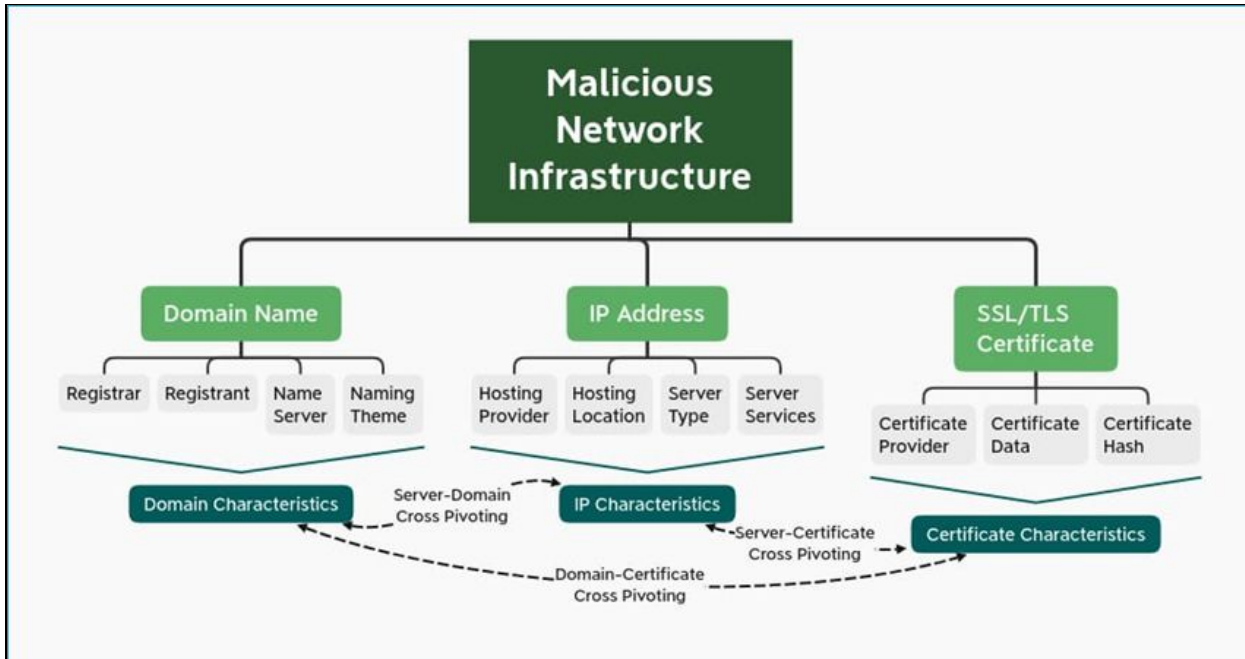 Malicious
Network
Infrastructure
Domain Name
IP Address
SSL/TLS
Certificate
Registrar
Registrant
Name
Server
Naming
Theme
Hosting
Provider
Hosting
Location
Server
Type
Server
Services
Certificate
Provider
Certificate
Data
Certificate
Hash
Domain Characteristics
Server-Domain
Cross Pivoting
IP Characteristics
Server-Certificate
Cross Pivoting
Certificate Characteristics
Domain-Certificate
Cross Pivoting